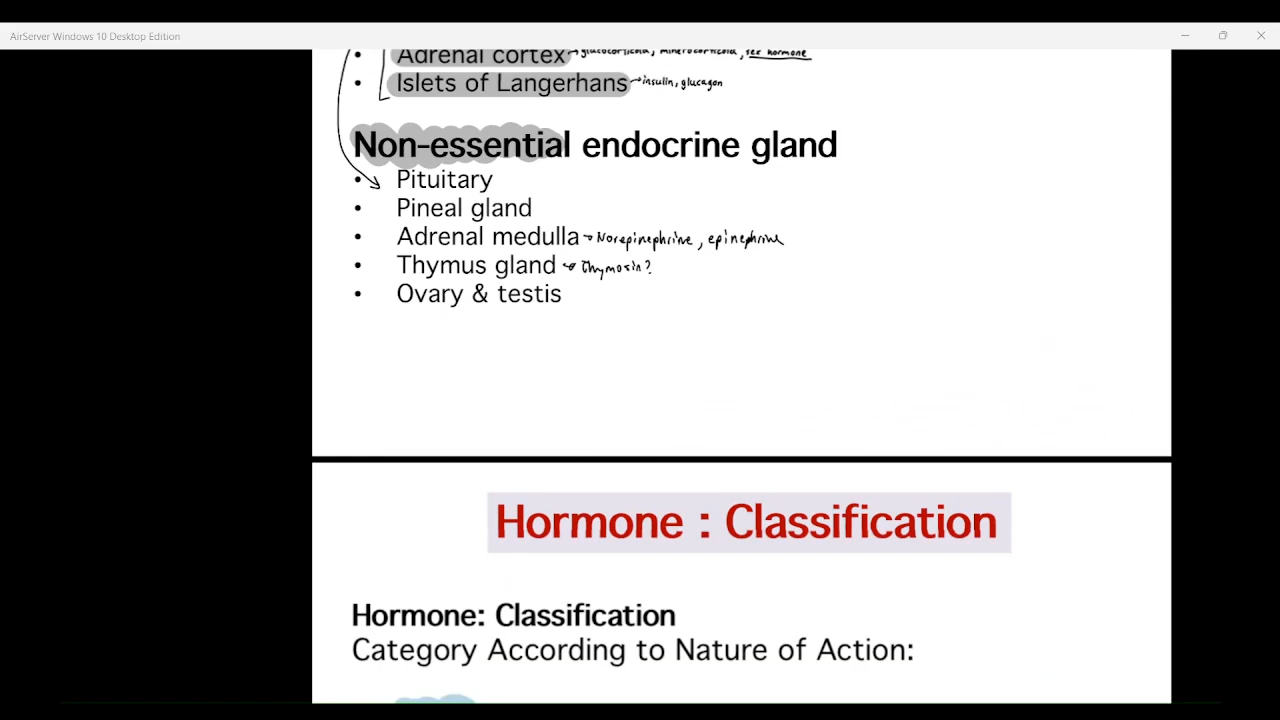 AirServer Windows 10 Desktop Edition
• Adrenal cortex → glucocorticoid, minerocorticoid, sex hormone
• Islets of Langerhans → insulin, glucagon
Non-essential endocrine gland
• Pituitary
• Pineal gland
• Adrenal medulla → Norepinephrine, epinephrine
• Thymus gland → Thymosin?
• Ovary & testis
Hormone : Classification
Hormone: Classification
Category According to Nature of Action: